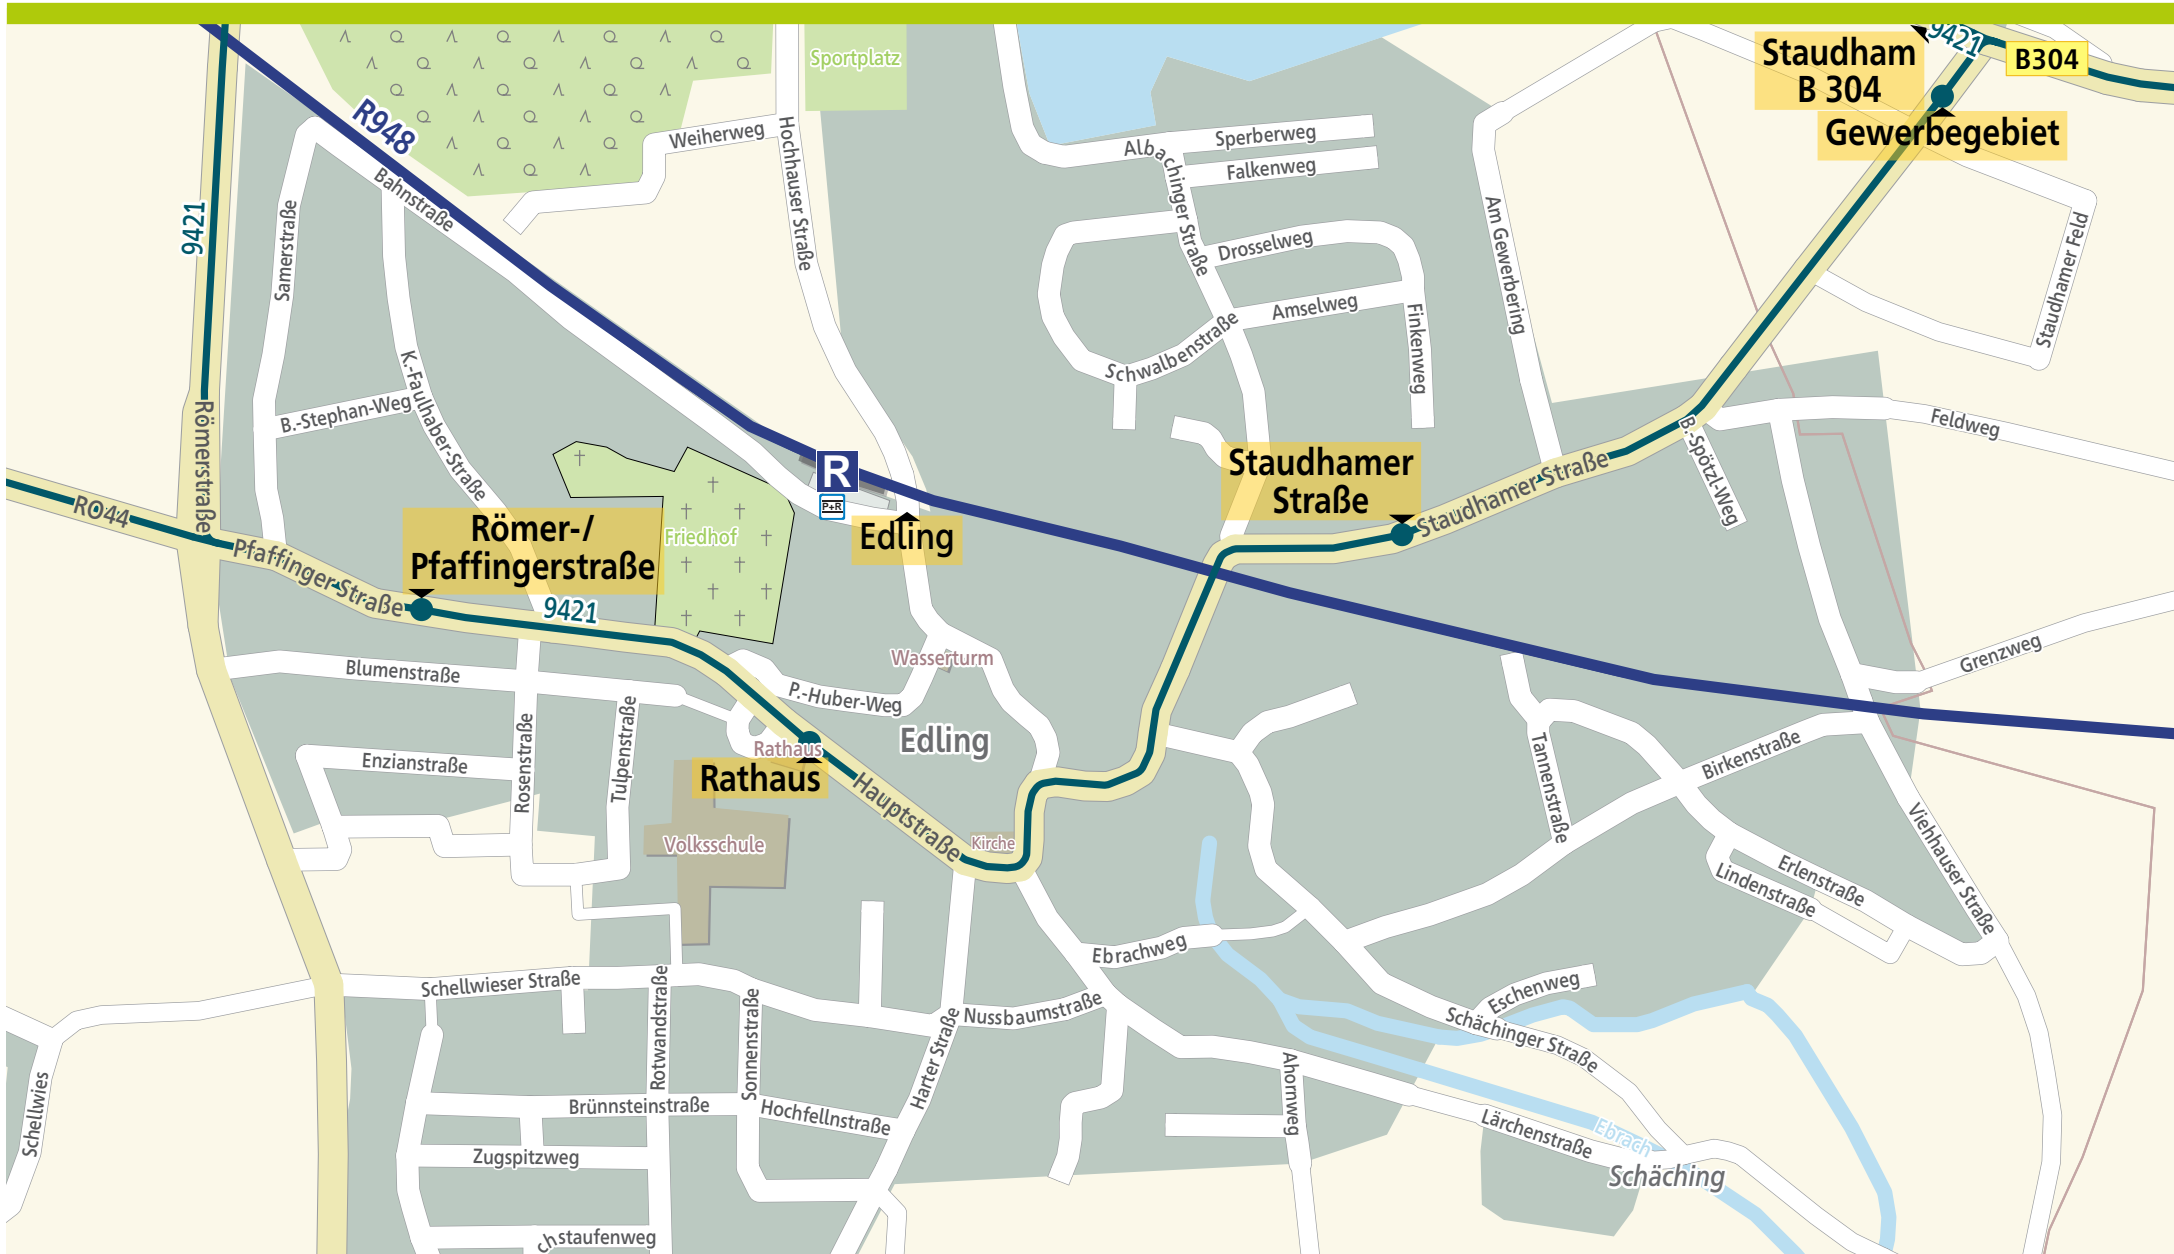 9421
B304
Staudham
B 304
Gewerbegebiet
Sportplatz
R948
Weiherweg
Hochhauser Straße
Sperberweg
Albachinger Straße
Falkenweg
Bahnstraße
Samerstraße
9421
Drosselweg
Am Gewerbering
Staudhamer Feld
Amselweg
Finkenweg
Schwalbenstraße
K.-Faulhaber-Straße
B.-Stephan-Weg
Römerstraße
Feldweg
B.-Spötzl-Weg
R
P+R
Staudhamer
Straße
Staudhamer Straße
RO44
Römer-/
Pfaffingerstraße
Friedhof
Edling
Pfaffinger Straße
9421
Blumenstraße
Wasserturm
P.-Huber-Weg
Grenzweg
Rosenstraße
Tulpenstraße
Enzianstraße
Edling
Rathaus
Rathaus
Hauptstraße
Tannenstraße
Birkenstraße
Volksschule
Kirche
Viehhauser Straße
Erlenstraße
Lindenstraße
Ebrachweg
Schellwieser Straße
Rotwandstraße
Sonnenstraße
Nussbaumstraße
Harter Straße
Eschenweg
Schächinger Straße
Schellwies
Ahornweg
Brünnsteinstraße
Hochfellnstraße
Lärchenstraße
Ebrach
Zugspitzweg
Schäching
chstaufenweg